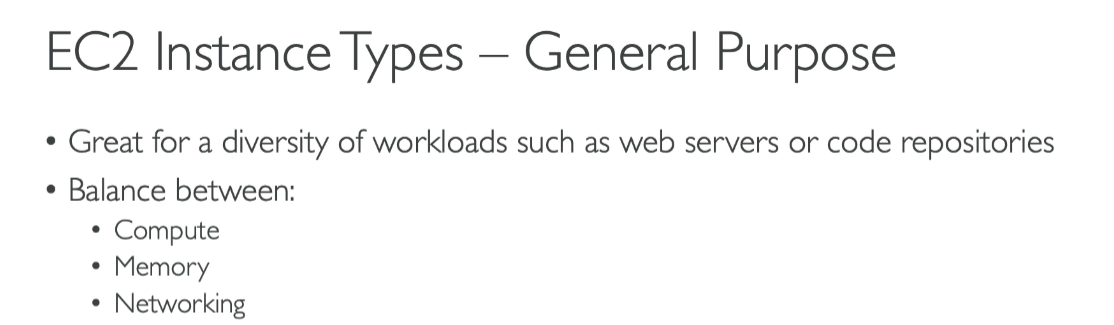 EC2 Instance Types – General Purpose
• Great for a diversity of workloads such as web servers or code repositories
• Balance between:
• Compute
• Memory
• Networking